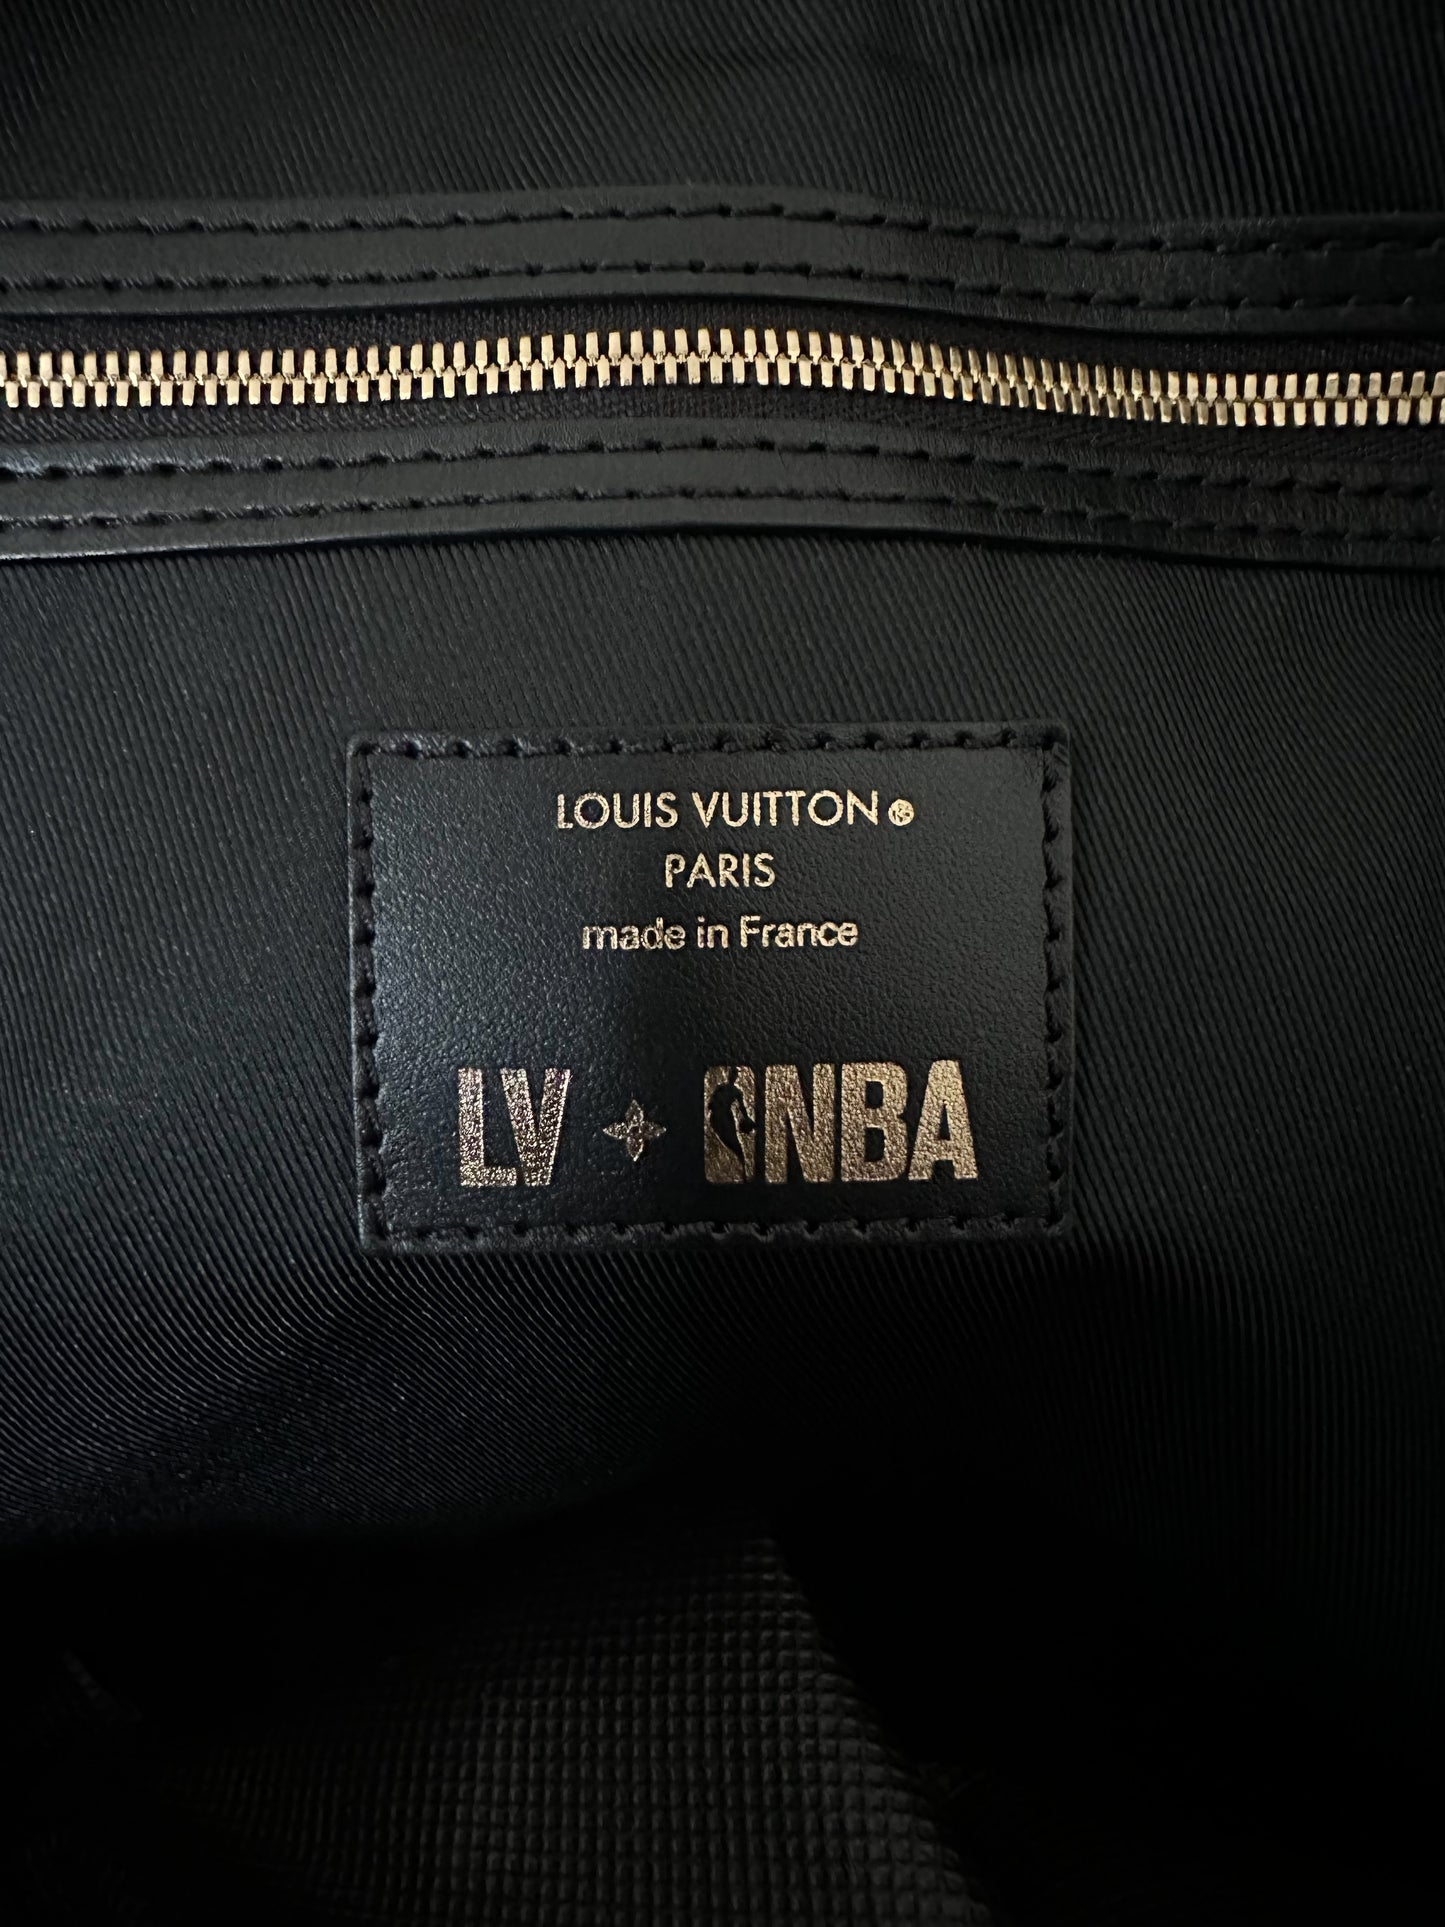 LOUIS VUITTON®
PARIS
made in France
LV NBA